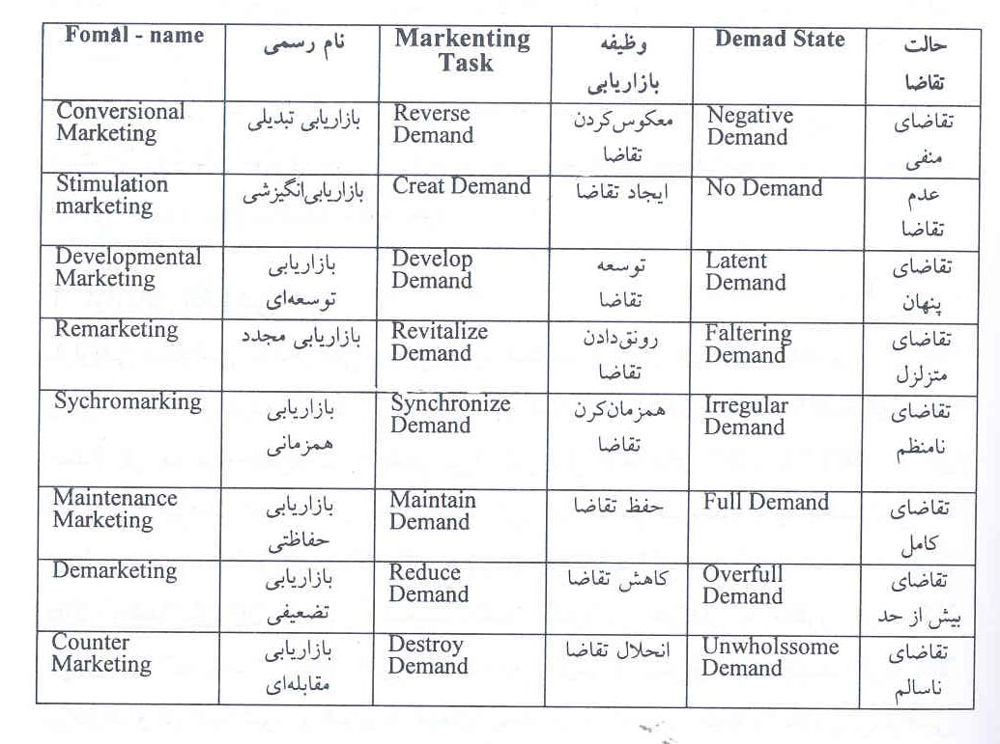 Fomal - name
نام رسمی
Markenting
Task
وظیفه
بازاریابی
Demad State
حالت
تقاضا
Conversional
Marketing
بازاریابی تبدیلی
Reverse
Demand
معکوس‌کردن
تقاضا
Negative
Demand
تقاضای
منفی
Stimulation
marketing
بازاریابی‌انگیزشی
Creat Demand
ایجاد تقاضا
No Demand
عدم
تقاضا
Developmental
Marketing
بازاریابی
توسعه‌ای
Develop
Demand
توسعه
تقاضا
Latent
Demand
تقاضای
پنهان
Remarketing
بازاریابی مجدد
Revitalize
Demand
رونق‌دادن
تقاضا
Faltering
Demand
تقاضای
متزلزل
Sychromarking
بازاریابی
همزمانی
Synchronize
Demand
همزمان‌کرن
تقاضا
Irregular
Demand
تقاضای
نامنظم
Maintenance
Marketing
بازاریابی
حفاظتی
Maintain
Demand
حفظ تقاضا
Full Demand
تقاضای
کامل
Demarketing
بازاریابی
تضعیفی
Reduce
Demand
کاهش تقاضا
Overfull
Demand
تقاضای
بیش از حد
Counter
Marketing
بازاریابی
مقابله‌ای
Destroy
Demand
انحلال تقاضا
Unwholssome
Demand
تقاضای
ناسالم